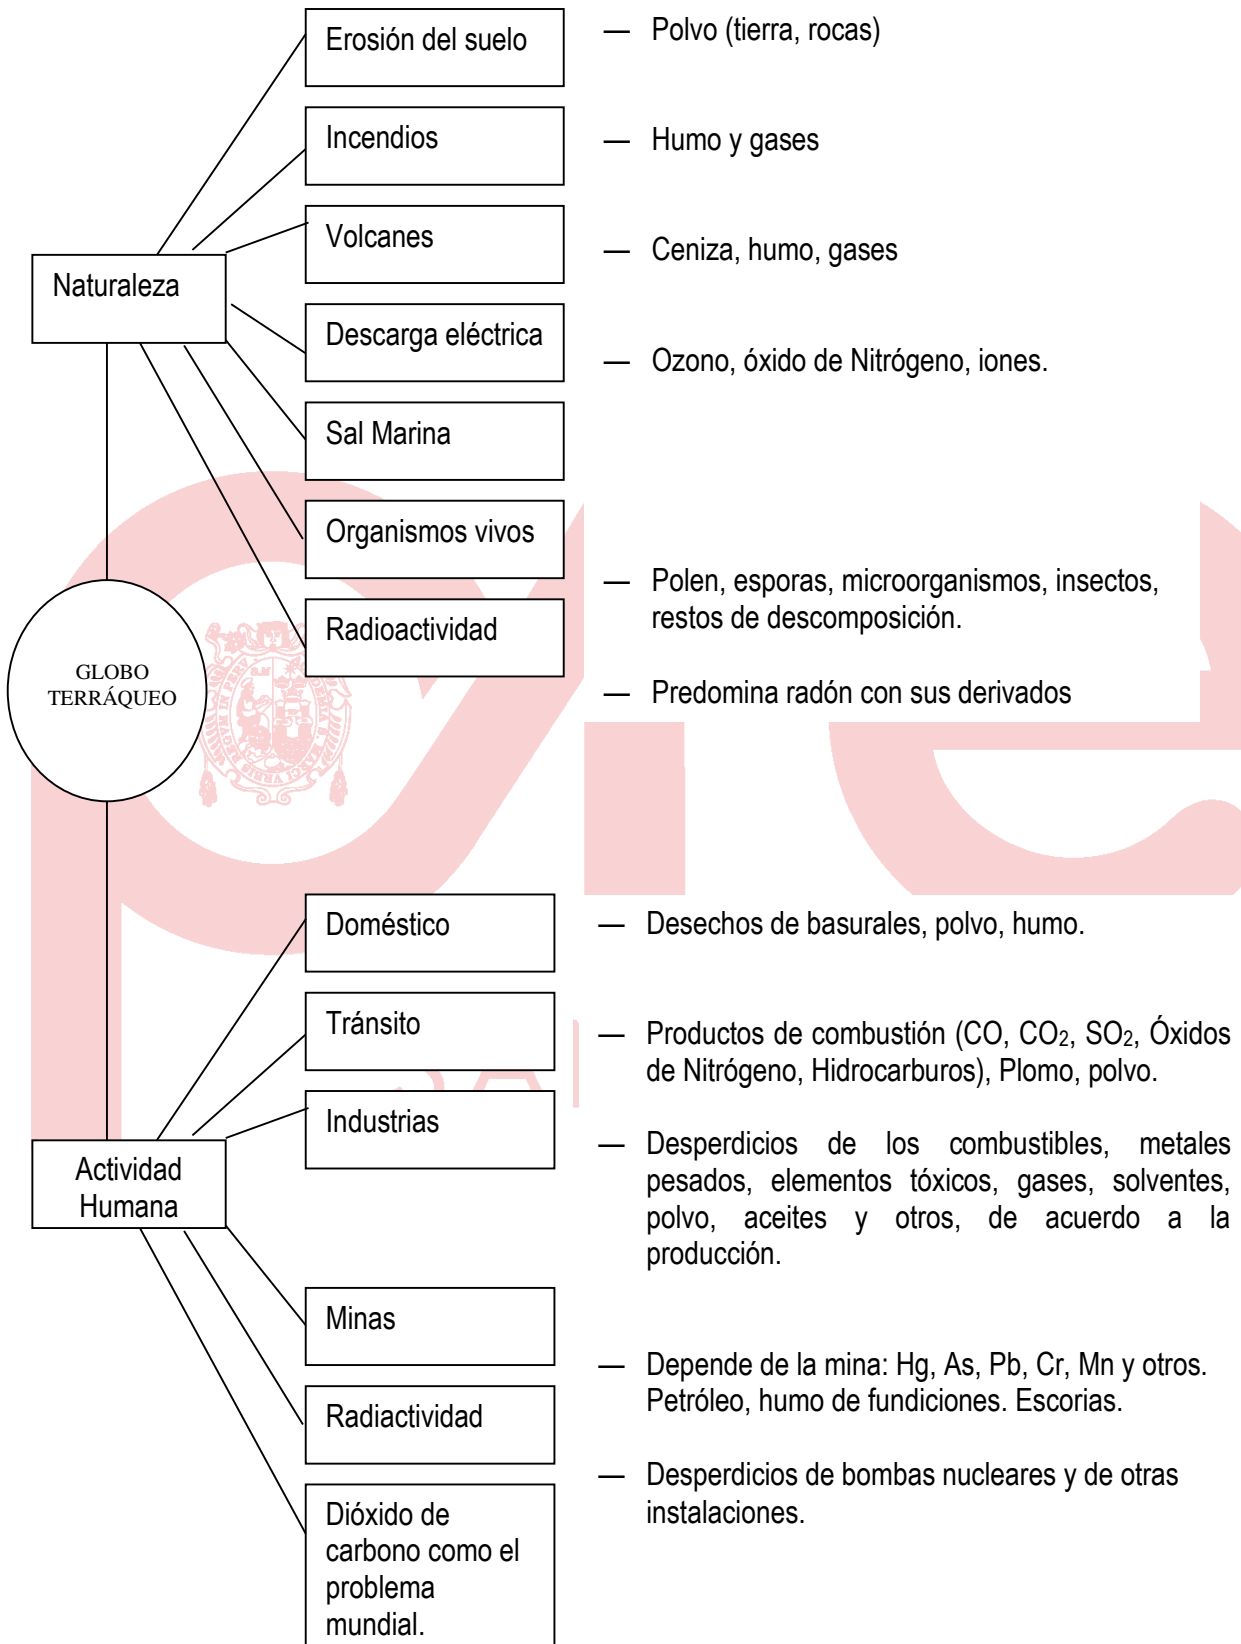 Erosión del suelo
— Polvo (tierra, rocas)
Incendios
— Humo y gases
Volcanes
— Ceniza, humo, gases
Naturaleza
Descarga eléctrica
— Ozono, óxido de Nitrógeno, iones.
Sal Marina
Organismos vivos
— Polen, esporas, microorganismos, insectos,
restos de descomposición.
Radioactividad
— Predomina radón con sus derivados
GLOBO
TERRÁQUEO
Doméstico
— Desechos de basurales, polvo, humo.
Tránsito
— Productos de combustión (CO, CO₂, SO₂, Óxidos
de Nitrógeno, Hidrocarburos), Plomo, polvo.
Industrias
— Desperdicios de los combustibles, metales
pesados, elementos tóxicos, gases, solventes,
polvo, aceites y otros, de acuerdo a la
producción.
Actividad
Humana
Minas
— Depende de la mina: Hg, As, Pb, Cr, Mn y otros.
Petróleo, humo de fundiciones. Escorias.
Radiactividad
— Desperdicios de bombas nucleares y de otras
instalaciones.
Dióxido de
carbono como el
problema
mundial.